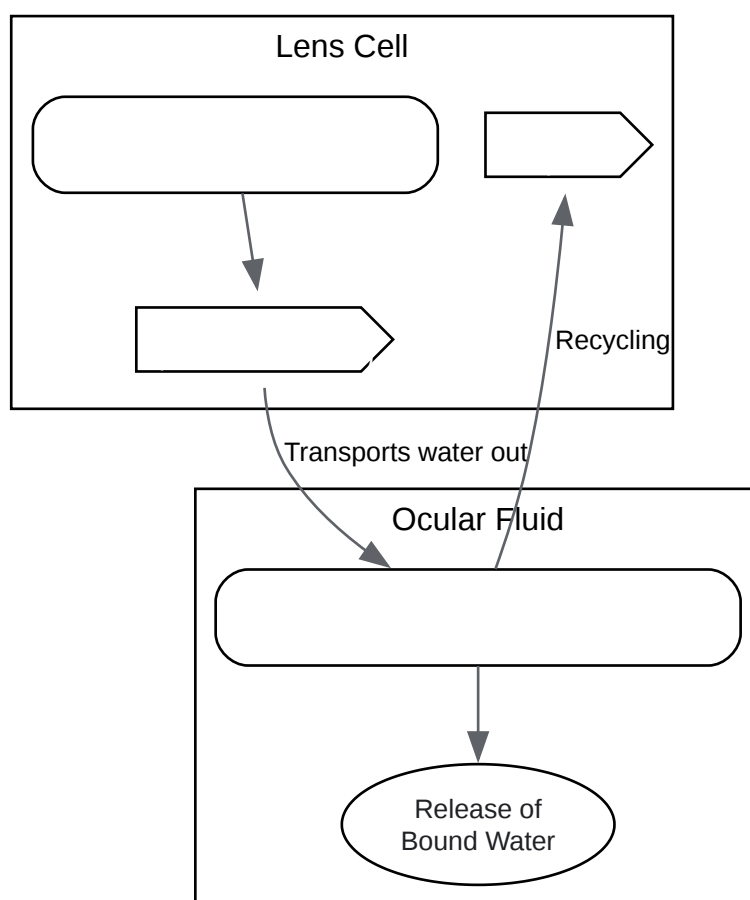 Lens Cell
Recycling
Transports water out
Ocular Fluid
Release of
Bound Water